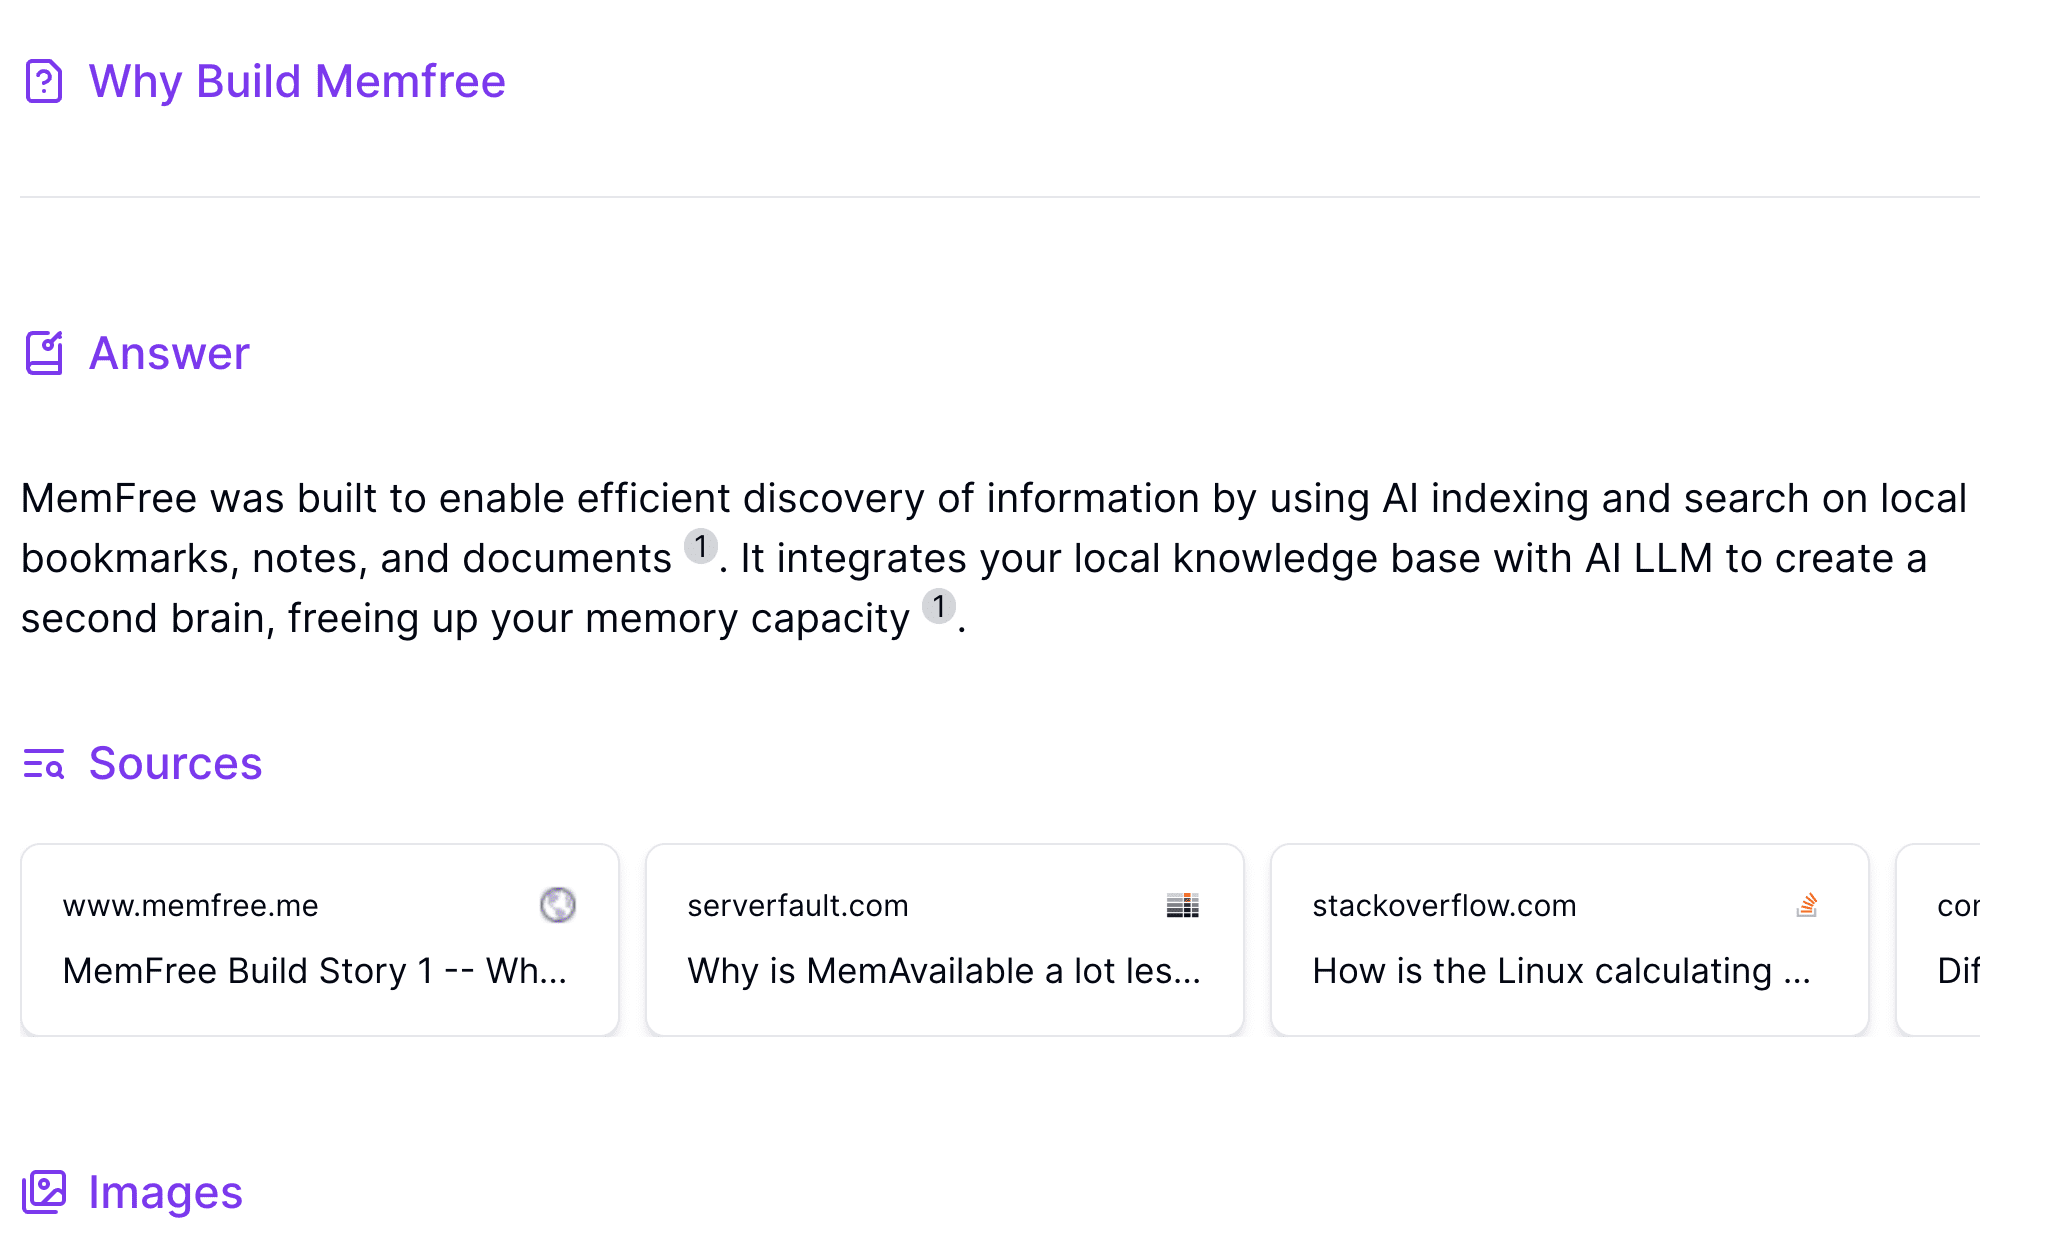 Why Build Memfree
Answer
MemFree was built to enable efficient discovery of information by using AI indexing and search on local
bookmarks, notes, and documents 1. It integrates your local knowledge base with AI LLM to create a
second brain, freeing up your memory capacity 1.
Sources
www.memfree.me
MemFree Build Story 1 -- Wh...
serverfault.com
Why is MemAvailable a lot les...
stackoverflow.com
How is the Linux calculating ...
cor
Dif
Images